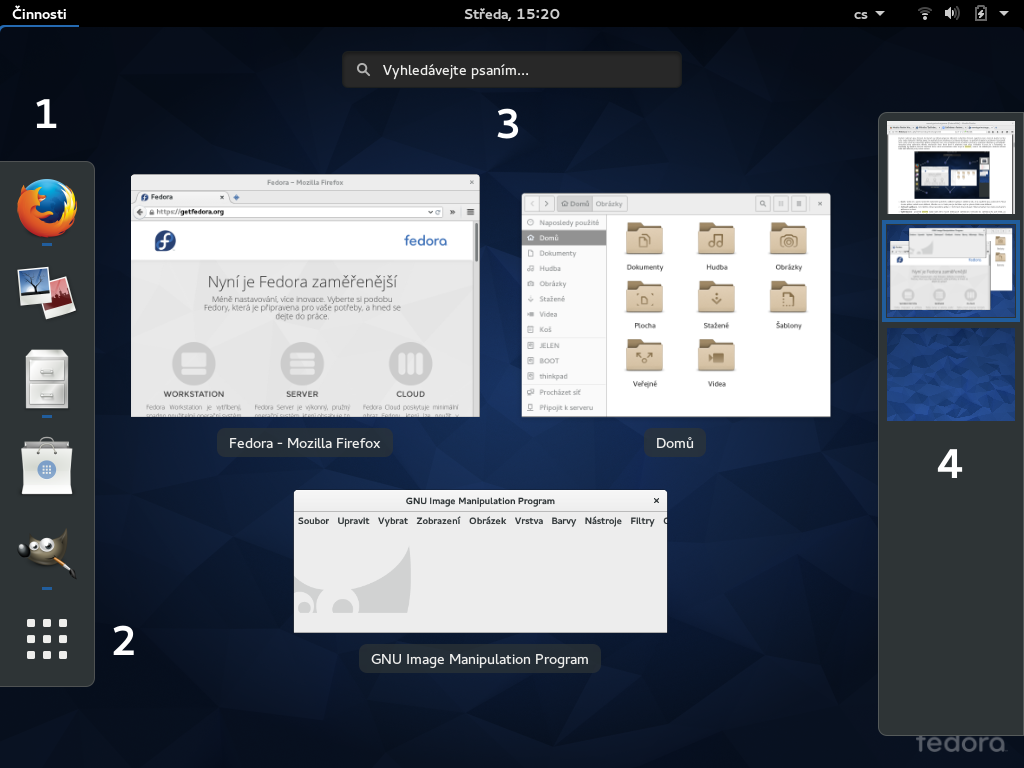 Činnosti
Středa, 15:20
cs
Vyhledávejte psaním...
1
3
Fedora – Mozilla Firefox
Fedora
https://getfedora.org
fedora
Nyní je Fedora zaměřenější
Méně nastavování, více inovace. Vyberte si podobu
Fedory, která je připravena pro vaše potřeby, a hned se
dejte do práce.
WORKSTATION
SERVER
CLOUD
Fedora Workstation je vytříbený,
Fedora Server je výkonný, pružný
Fedora Cloud poskytuje minimální
Fedora - Mozilla Firefox
Domů
Obrázky
Naposledy použité
Domů
Dokumenty
Hudba
Obrázky
Stažené
Videa
Koš
JELEN
BOOT
thinkpad
Procházet síť
Připojit k serveru
Dokumenty
Hudba
Obrázky
Plocha
Stažené
Šablony
Veřejné
Videa
Domů
4
GNU Image Manipulation Program
Soubor Upravit Vybrat Zobrazení Obrázek Vrstva Barvy Nástroje Filtry
GNU Image Manipulation Program
2
fedora